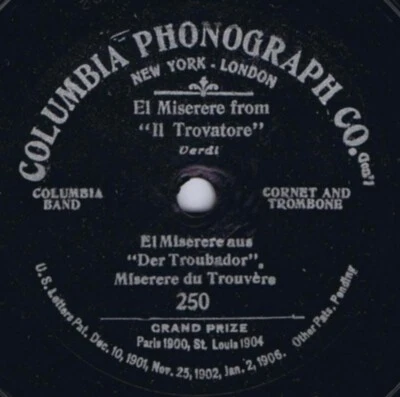 COLUMBIA PHONOGRAPH CO. Gen'l
NEW YORK - LONDON
El Miserere from
"Il Trovatore"
Verdi
COLUMBIA
BAND
CORNET AND
TROMBONE
El Miserere aus
"Der Troubador".
Miserere du Trouvère
250
GRAND PRIZE
Paris 1900, St. Louis 1904
U.S. Letters Pat. Dec. 10, 1901, Nov. 25, 1902, Jan. 2, 1906. Other Pats. Pending